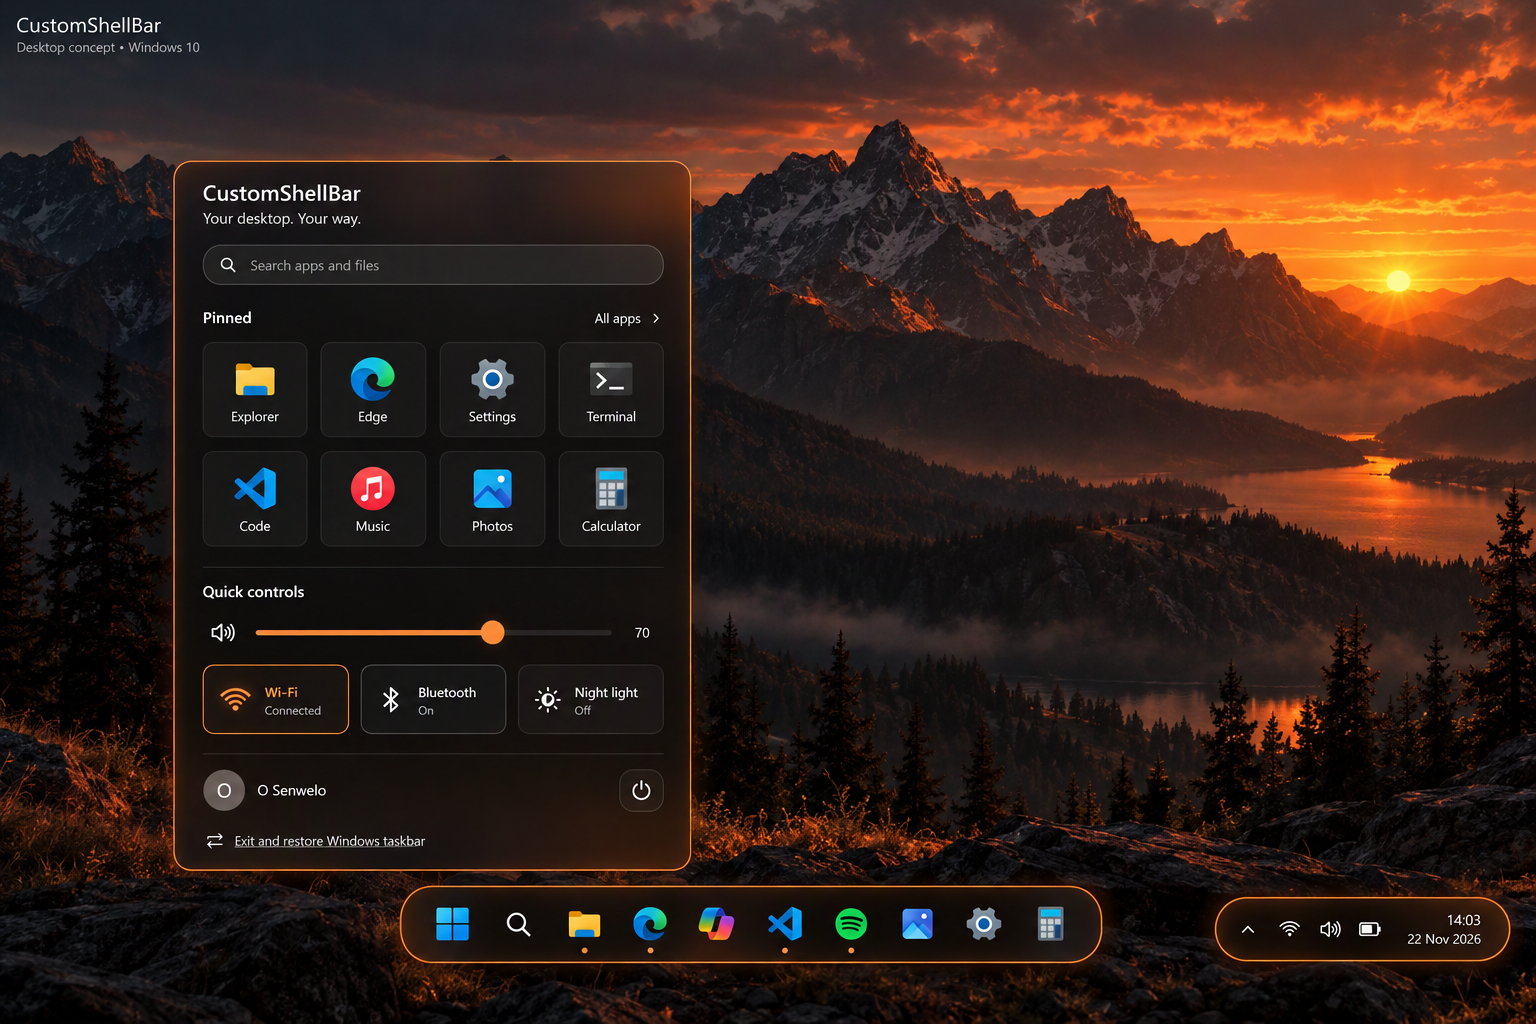 CustomShellBar
Desktop concept • Windows 10
CustomShellBar
Your desktop. Your way.
Search apps and files
Pinned
All apps
Explorer
Edge
Settings
Terminal
Code
Music
Photos
Calculator
Quick controls
70
Wi-Fi
Connected
Bluetooth
On
Night light
Off
O
O Senwelo
Exit and restore Windows taskbar
14:03
22 Nov 2026